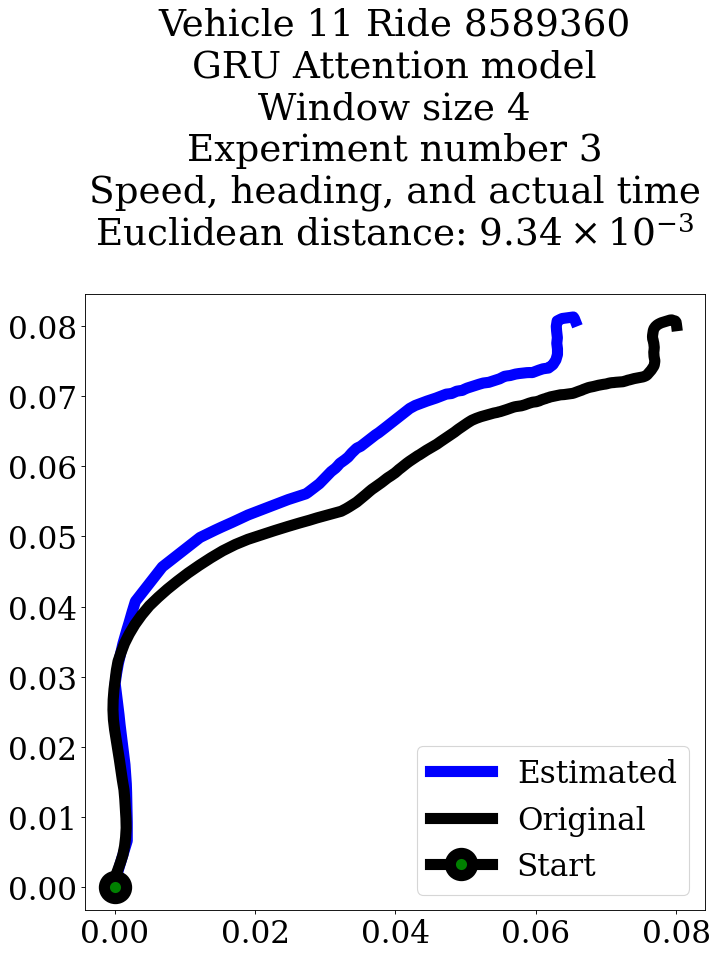 Vehicle 11 Ride 8589360
GRU Attention model
Window size 4
Experiment number 3
Speed, heading, and actual time
Euclidean distance: 9.34 × 10⁻³
0.08
0.07
0.06
0.05
0.04
0.03
0.02
0.01
0.00
Estimated
Original
Start
0.00 0.02 0.04 0.06 0.08